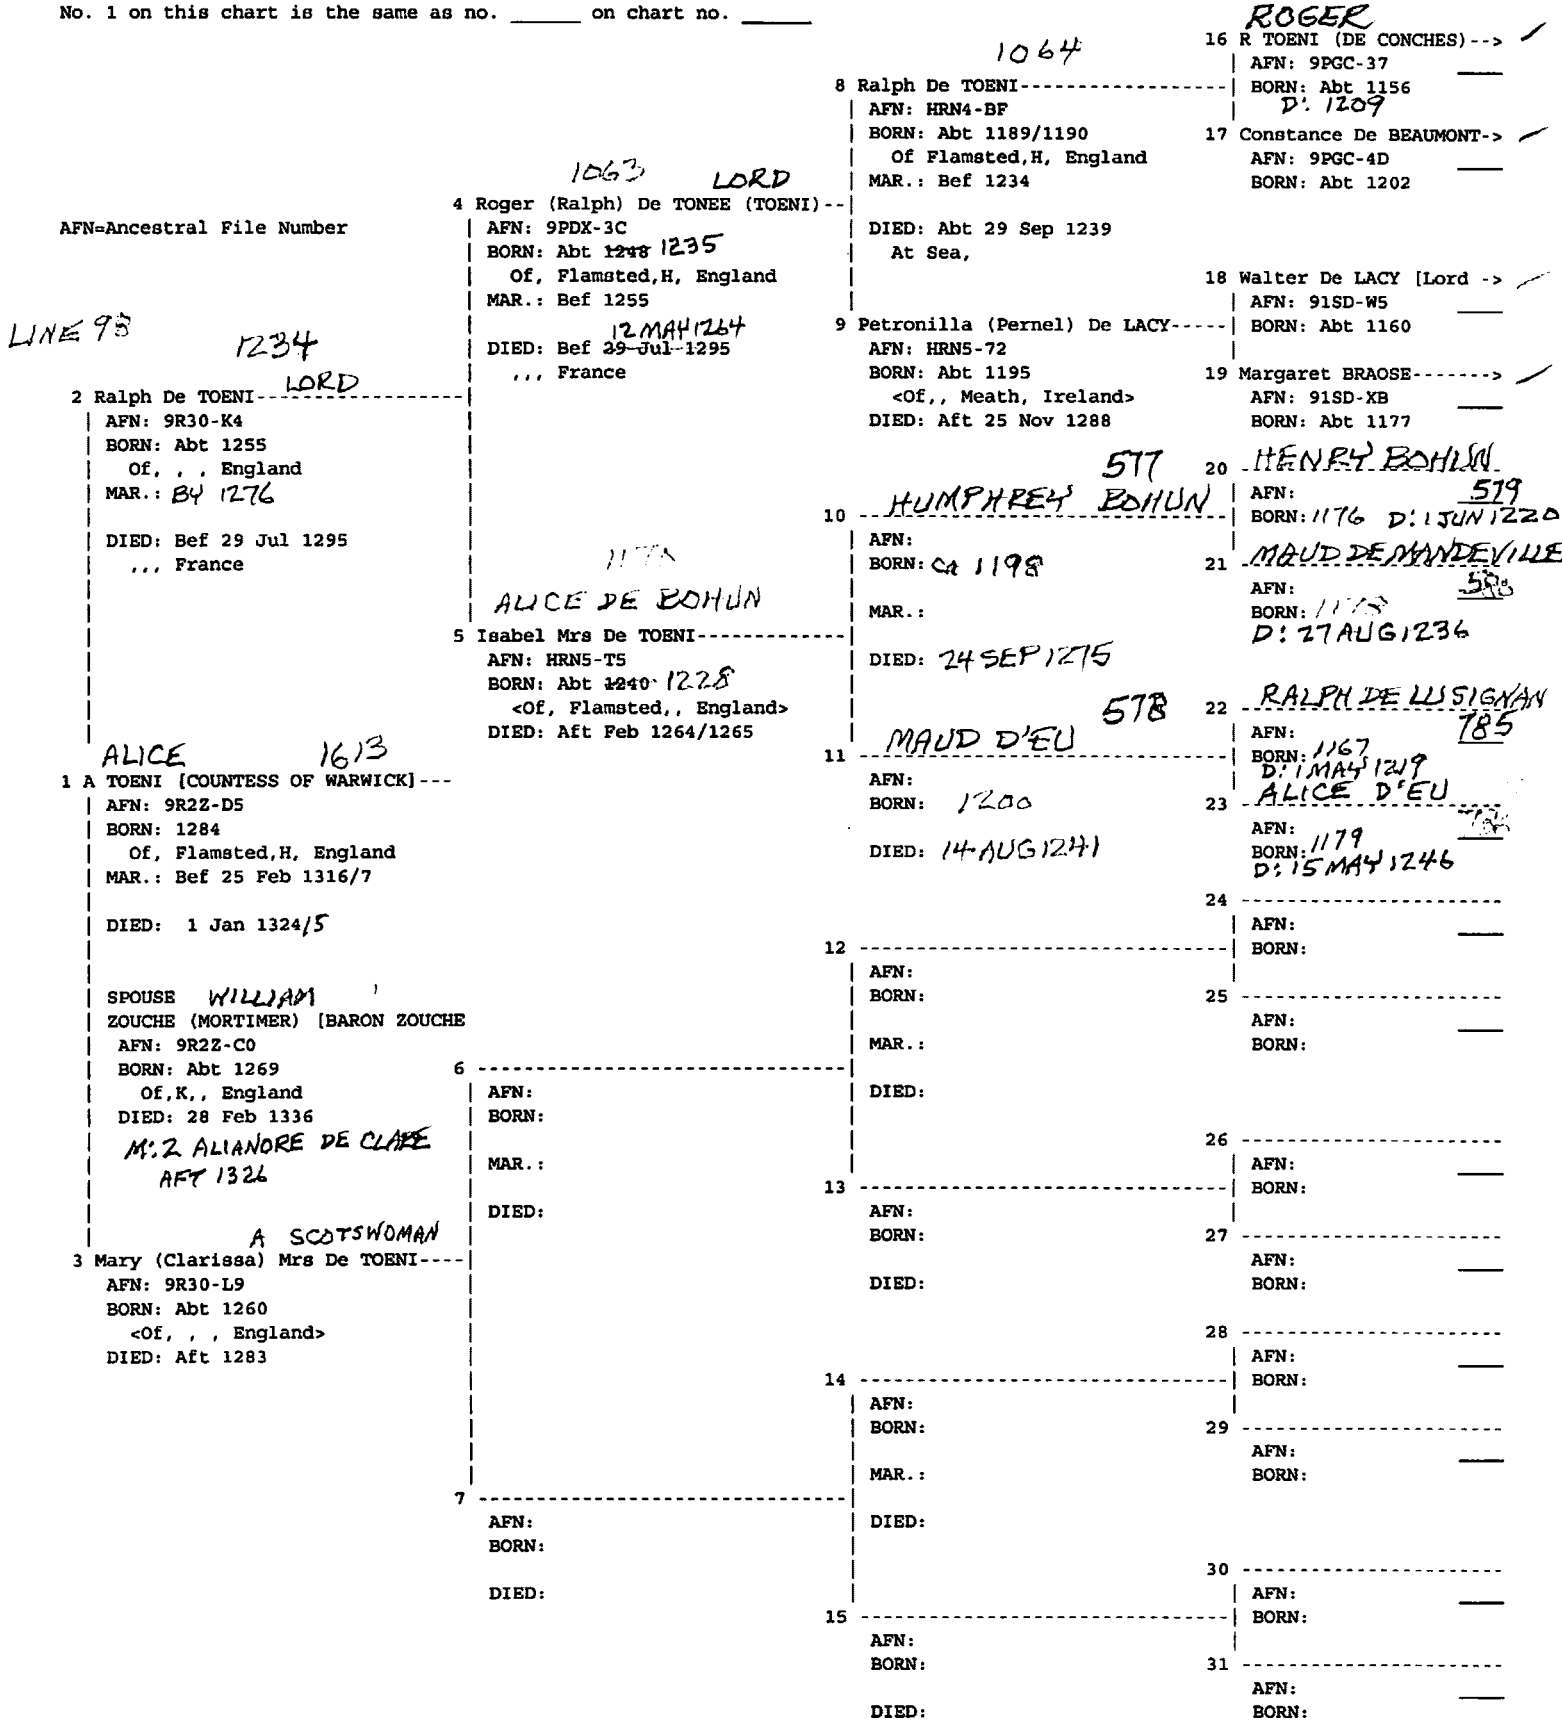 No. 1 on this chart is the same as no. ______ on chart no. ______
AFN=Ancestral File Number
LINE 93
1234
LORD
2 Ralph De TOENI
AFN: 9R30-K4
BORN: Abt 1255
Of, , , England
MAR.: BY 1276
DIED: Bef 29 Jul 1295
,,, France
ALICE 1613
1 A TOENI [COUNTESS OF WARWICK]---
AFN: 9R2Z-D5
BORN: 1284
Of, Flamsted,H, England
MAR.: Bef 25 Feb 1316/7
DIED: 1 Jan 1324/5
SPOUSE WILLIAM
ZOUCHE (MORTIMER) [BARON ZOUCHE
AFN: 9R2Z-C0
BORN: Abt 1269
Of,K,, England
DIED: 28 Feb 1336
M:2 ALIANORE DE CLARE
AFT 1326
A SCOTSWOMAN
3 Mary (Clarissa) Mrs De TOENI----
AFN: 9R30-L9
BORN: Abt 1260
<Of, , , England>
DIED: Aft 1283
1063 LORD
4 Roger (Ralph) De TONEE (TOENI)--
AFN: 9PDX-3C
BORN: Abt 1248 1235
Of, Flamsted,H, England
MAR.: Bef 1255
12 MAY 1264
DIED: Bef 29 Jul 1295
,,, France
ALICE DE BOHUN
5 Isabel Mrs De TOENI
AFN: HRN5-T5
BORN: Abt 1240 1228
<Of, Flamsted,, England>
DIED: Aft Feb 1264/1265
6
AFN:
BORN:
MAR.:
DIED:
7
AFN:
BORN:
DIED:
1064
8 Ralph De TOENI
AFN: HRN4-BF
BORN: Abt 1189/1190
Of Flamsted,H, England
MAR.: Bef 1234
DIED: Abt 29 Sep 1239
At Sea,
9 Petronilla (Pernel) De LACY-----
AFN: HRN5-72
BORN: Abt 1195
<Of,, Meath, Ireland>
DIED: Aft 25 Nov 1288
577
10 HUMPHREY BOHUN
AFN:
BORN: ca 1198
MAR.:
DIED: 24 SEP 1275
578
11 MAUD D'EU
AFN:
BORN: 1200
DIED: 14 AUG 1241
12
AFN:
BORN:
MAR.:
DIED:
13
AFN:
BORN:
DIED:
14
AFN:
BORN:
MAR.:
DIED:
15
AFN:
BORN:
DIED:
ROGER
16 R TOENI (DE CONCHES)-->
AFN: 9PGC-37
BORN: Abt 1156
D: 1209
17 Constance De BEAUMONT->
AFN: 9PGC-4D
BORN: Abt 1202
18 Walter De LACY [Lord ->
AFN: 91SD-W5
BORN: Abt 1160
19 Margaret BRAOSE------->
AFN: 91SD-XB
BORN: Abt 1177
20 HENRY BOHUN
AFN: 579
BORN: 1176 D: 1 JUN 1220
21 MAUD DE MANDEVILLE
AFN:
BORN:
D: 27 AUG 1236
22 RALPH DE LUSIGNAN
AFN: 785
BORN: 1167
D: 1 MAY 1219
ALICE D'EU
23
AFN:
BORN: 1179
D: 15 MAY 1246
24
AFN:
BORN:
25
AFN:
BORN:
26
AFN:
BORN:
27
AFN:
BORN:
28
AFN:
BORN:
29
AFN:
BORN:
30
AFN:
BORN:
31
AFN:
BORN: